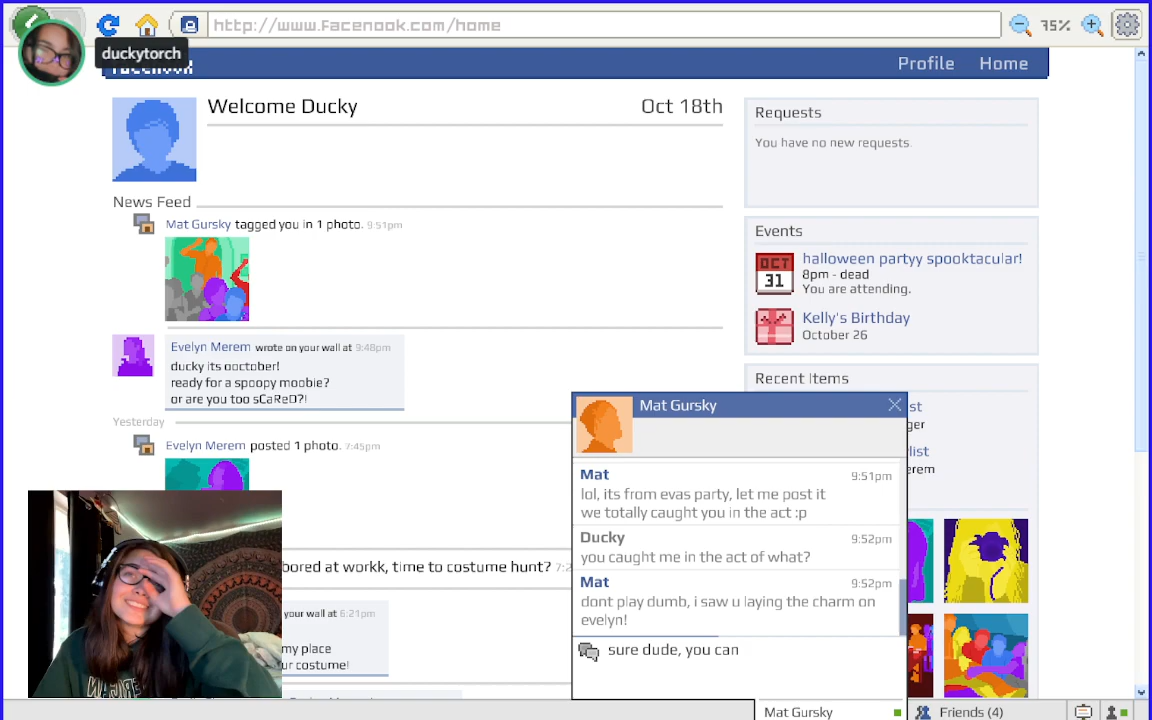 http://www.Facenook.com/home
75%
duckytorch
Profile Home
Welcome Ducky
Oct 18th
News Feed
Mat Gursky tagged you in 1 photo. 9:51pm
Evelyn Merem wrote on your wall at 9:48pm
ducky its ooctober!
ready for a spoopy moobie?
or are you too sCaReD?!
Yesterday
Evelyn Merem posted 1 photo. 7:45pm
bored at workk, time to costume hunt?
your wall at 6:21pm
my place
ur costume!
Requests
You have no new requests.
Events
OCT
31
halloween partyy spooktacular!
8pm - dead
You are attending.
Kelly's Birthday
October 26
Recent Items
st
ger
list
erem
Mat Gursky
Mat 9:51pm
lol, its from evas party, let me post it
we totally caught you in the act :p
Ducky 9:52pm
you caught me in the act of what?
Mat 9:52pm
dont play dumb, i saw u laying the charm on
evelyn!
sure dude, you can
Mat Gursky
Friends (4)